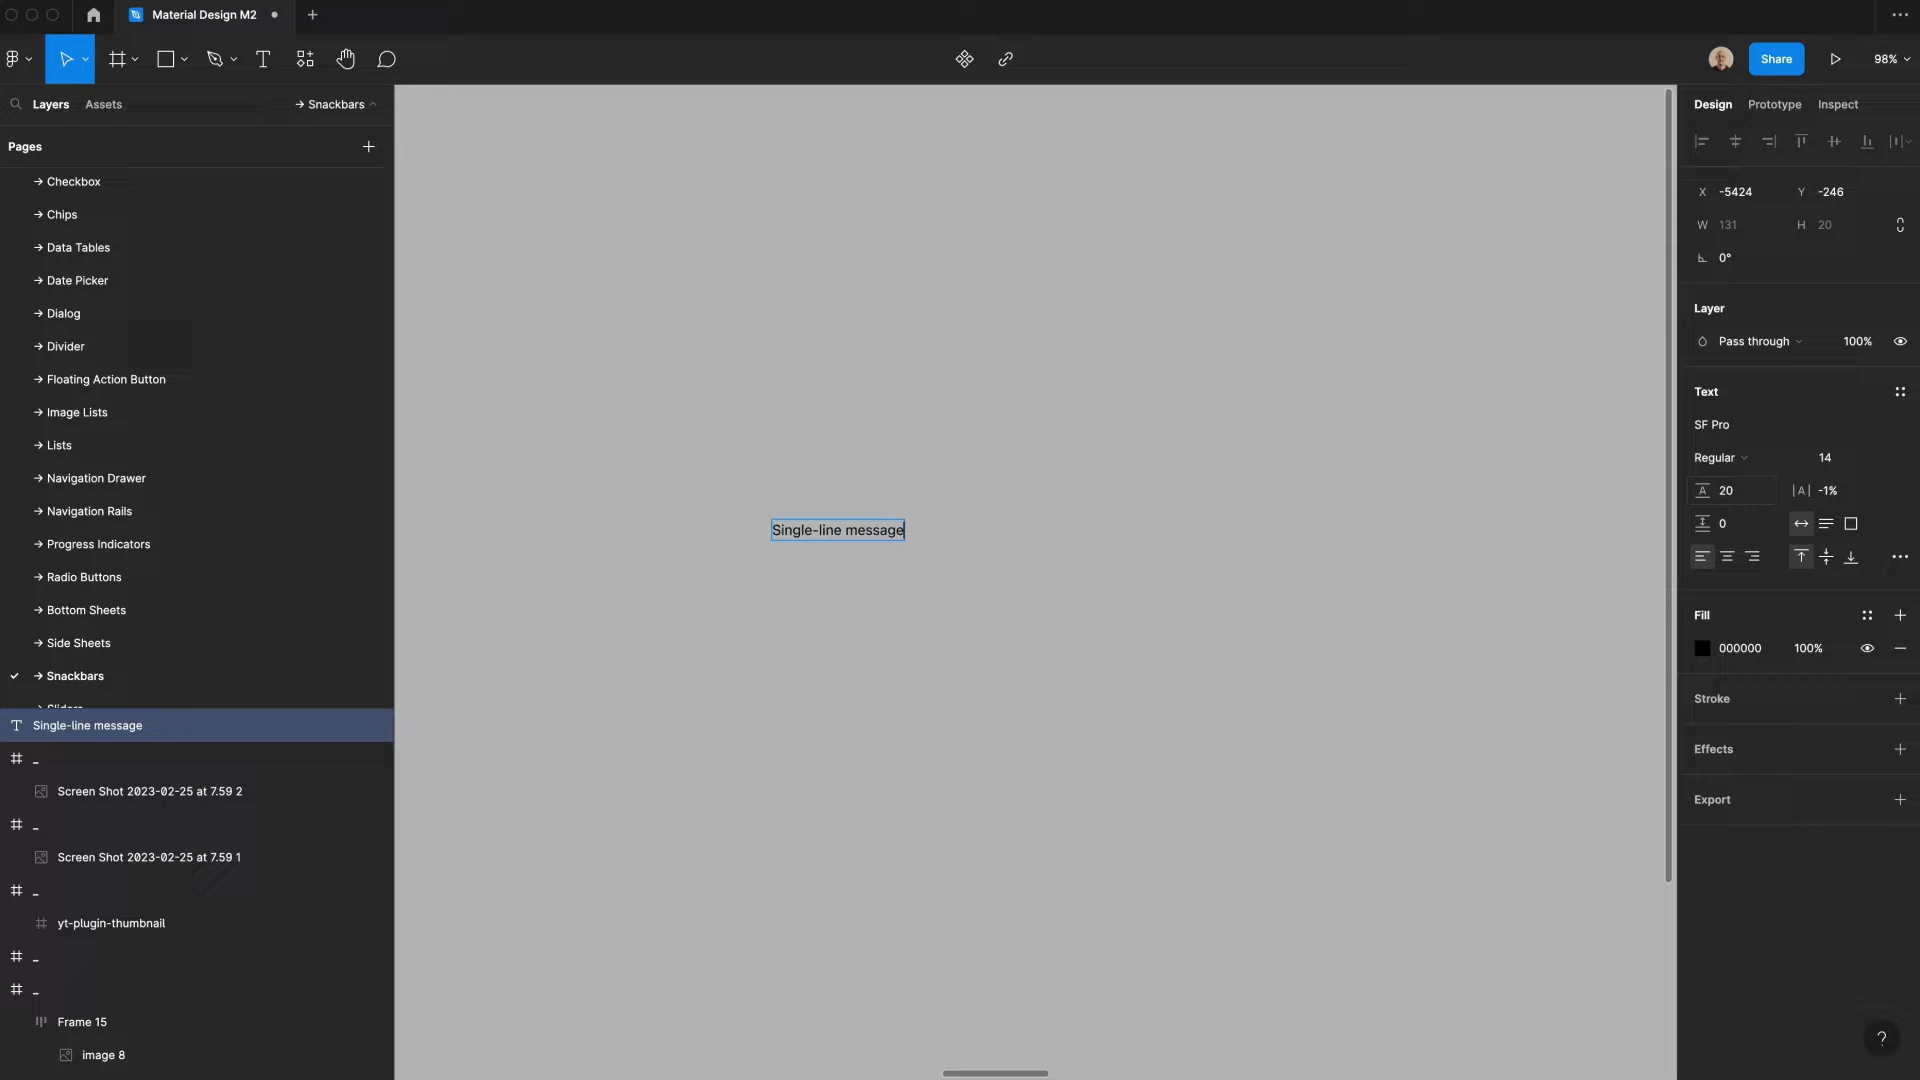 Material Design M2
Share
98%
Layers
Assets
→ Snackbars
Pages
→ Checkbox
→ Chips
→ Data Tables
→ Date Picker
→ Dialog
→ Divider
→ Floating Action Button
→ Image Lists
→ Lists
→ Navigation Drawer
→ Navigation Rails
→ Progress Indicators
→ Radio Buttons
→ Bottom Sheets
→ Side Sheets
→ Snackbars
→ Sliders
Single-line message
_
Screen Shot 2023-02-25 at 7.59 2
_
Screen Shot 2023-02-25 at 7.59 1
_
yt-plugin-thumbnail
_
_
Frame 15
image 8
Single-line message
Design
Prototype
Inspect
X -5424 Y -246
W 131 H 20
0°
Layer
Pass through 100%
Text
SF Pro
Regular 14
A 20 |A| -1%
0
Fill
000000 100%
Stroke
Effects
Export
?